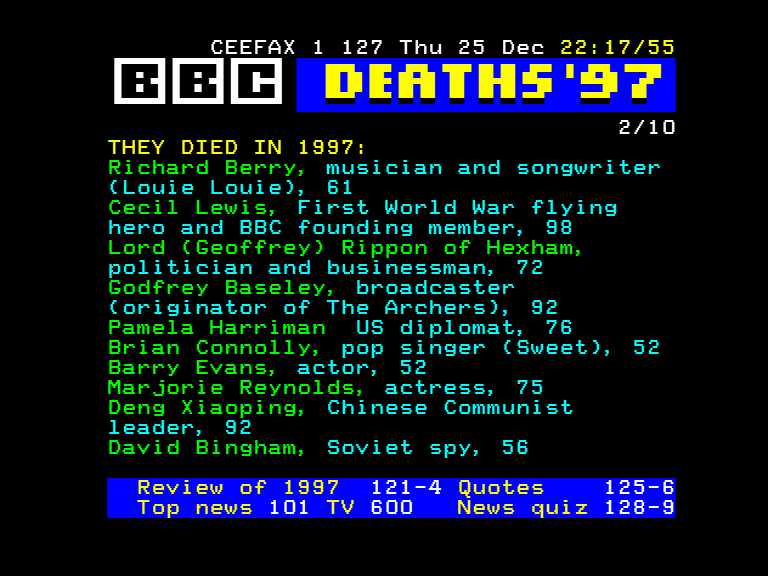 CEEFAX 1 127 Thu 25 Dec 22:17/55
BBC DEATHS'97
2/10
THEY DIED IN 1997:
Richard Berry, musician and songwriter
(Louie Louie), 61
Cecil Lewis, First World War flying
hero and BBC founding member, 98
Lord (Geoffrey) Rippon of Hexham,
politician and businessman, 72
Godfrey Baseley, broadcaster
(originator of The Archers), 92
Pamela Harriman  US diplomat, 76
Brian Connolly, pop singer (Sweet), 52
Barry Evans, actor, 52
Marjorie Reynolds, actress, 75
Deng Xiaoping, Chinese Communist
leader, 92
David Bingham, Soviet spy, 56
Review of 1997 121-4 Quotes 125-6
Top news 101 TV 600 News quiz 128-9